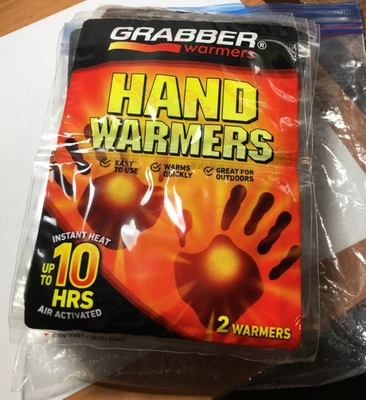 GRABBER®
warmers
HAND
WARMERS
EASY
TO USE
WARMS
QUICKLY
GREAT FOR
OUTDOORS
INSTANT HEAT
UP
TO
10
HRS
AIR ACTIVATED
2 WARMERS